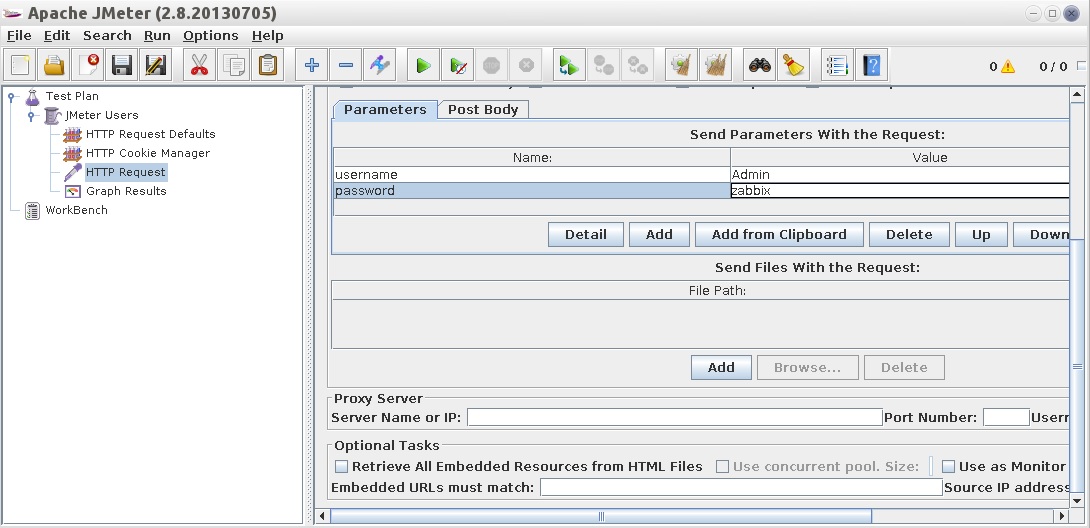 Apache JMeter (2.8.20130705)
File Edit Search Run Options Help
0 0 / 0
Test Plan
JMeter Users
HTTP Request Defaults
HTTP Cookie Manager
HTTP Request
Graph Results
WorkBench
Parameters Post Body
Send Parameters With the Request:
Name: Value
username Admin
password zabbix
Detail Add Add from Clipboard Delete Up Down
Send Files With the Request:
File Path:
Add Browse... Delete
Proxy Server
Server Name or IP: Port Number: Usern
Optional Tasks
Retrieve All Embedded Resources from HTML Files Use concurrent pool. Size: Use as Monitor
Embedded URLs must match: Source IP address